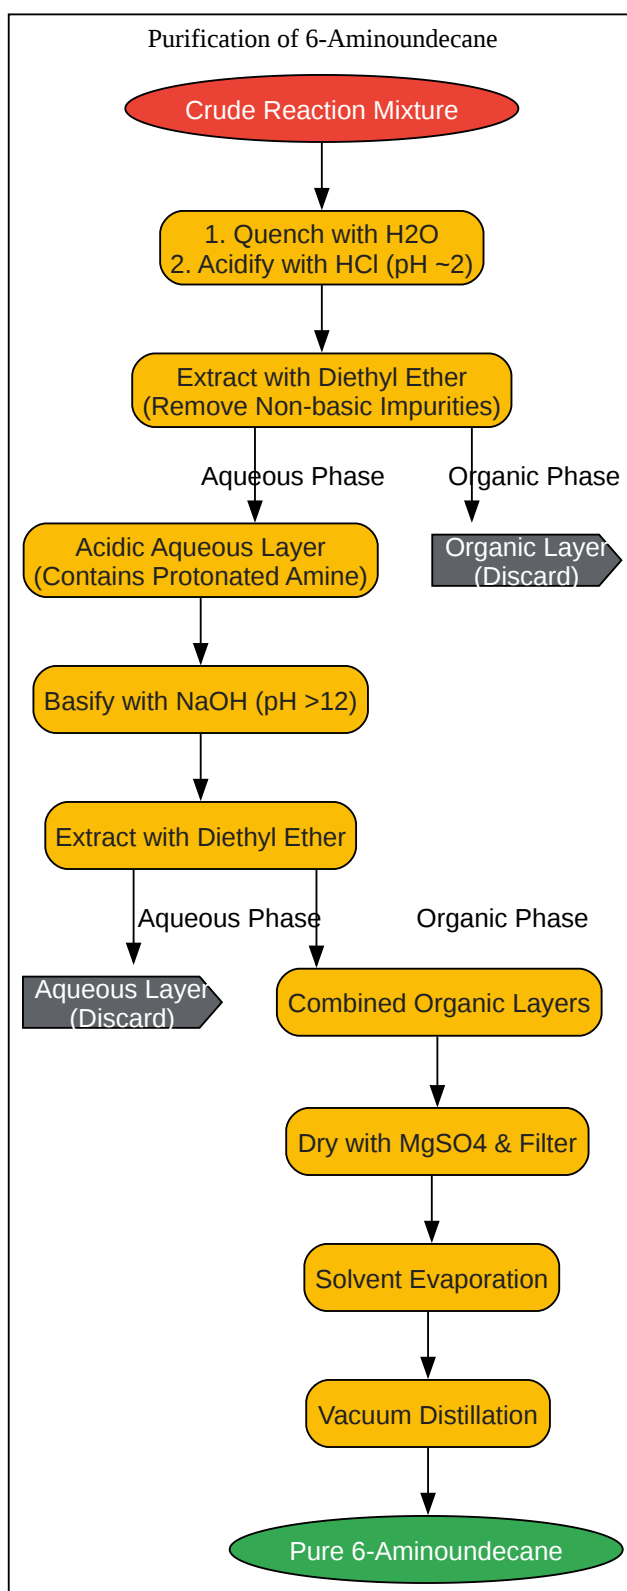 Purification of 6-Aminoundecane
Crude Reaction Mixture
1. Quench with H2O
2. Acidify with HCl (pH ~2)
Extract with Diethyl Ether
(Remove Non-basic Impurities)
Aqueous Phase
Organic Phase
Acidic Aqueous Layer
(Contains Protonated Amine)
Organic Layer
(Discard)
Basify with NaOH (pH >12)
Extract with Diethyl Ether
Aqueous Phase
Organic Phase
Aqueous Layer
(Discard)
Combined Organic Layers
Dry with MgSO4 & Filter
Solvent Evaporation
Vacuum Distillation
Pure 6-Aminoundecane